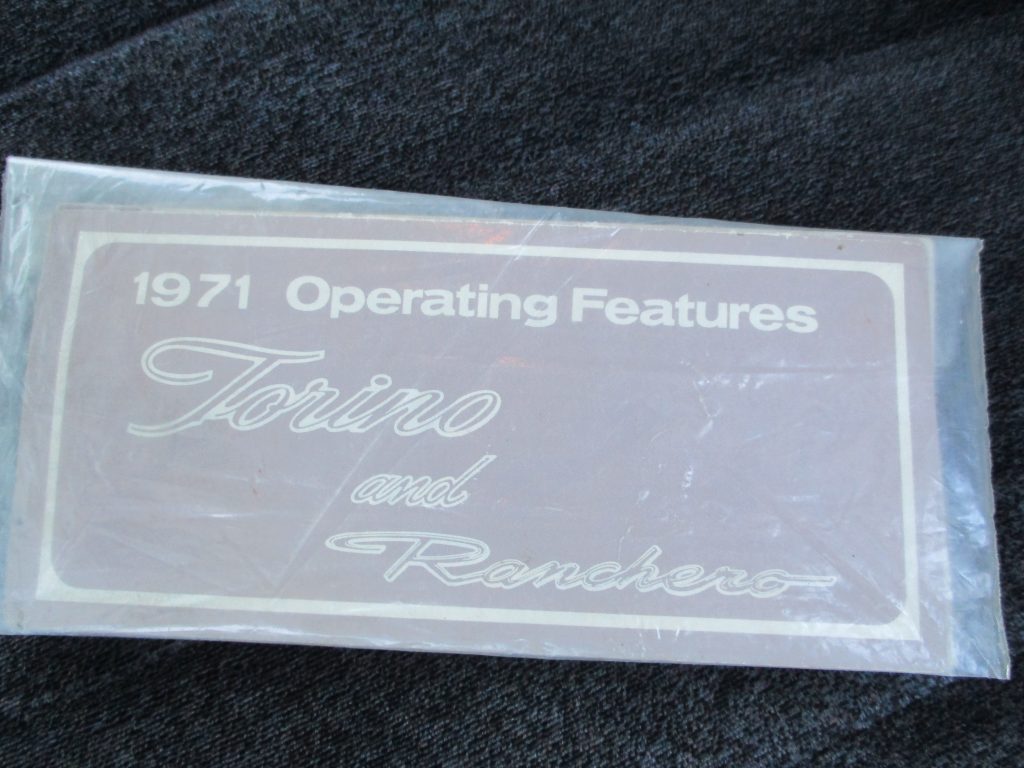 1971 Operating Features
Torino
and
Ranchero